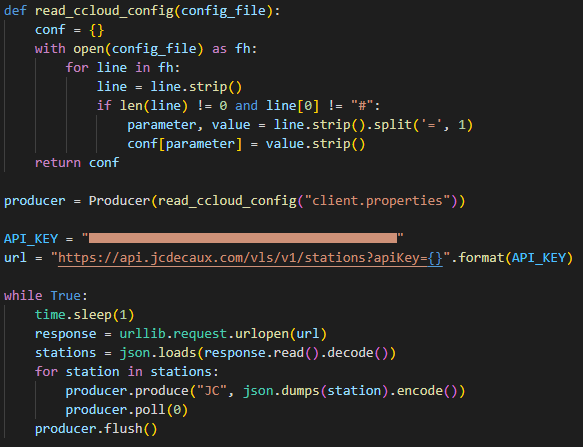 def read_ccloud_config(config_file):
    conf = {}
    with open(config_file) as fh:
        for line in fh:
            line = line.strip()
            if len(line) != 0 and line[0] != "#":
                parameter, value = line.strip().split('=', 1)
                conf[parameter] = value.strip()
    return conf

producer = Producer(read_ccloud_config("client.properties"))

API_KEY = ""
url = "https://api.jcdecaux.com/vls/v1/stations?apiKey={}".format(API_KEY)

while True:
    time.sleep(1)
    response = urllib.request.urlopen(url)
    stations = json.loads(response.read().decode())
    for station in stations:
        producer.produce("JC", json.dumps(station).encode())
        producer.poll(0)
    producer.flush()